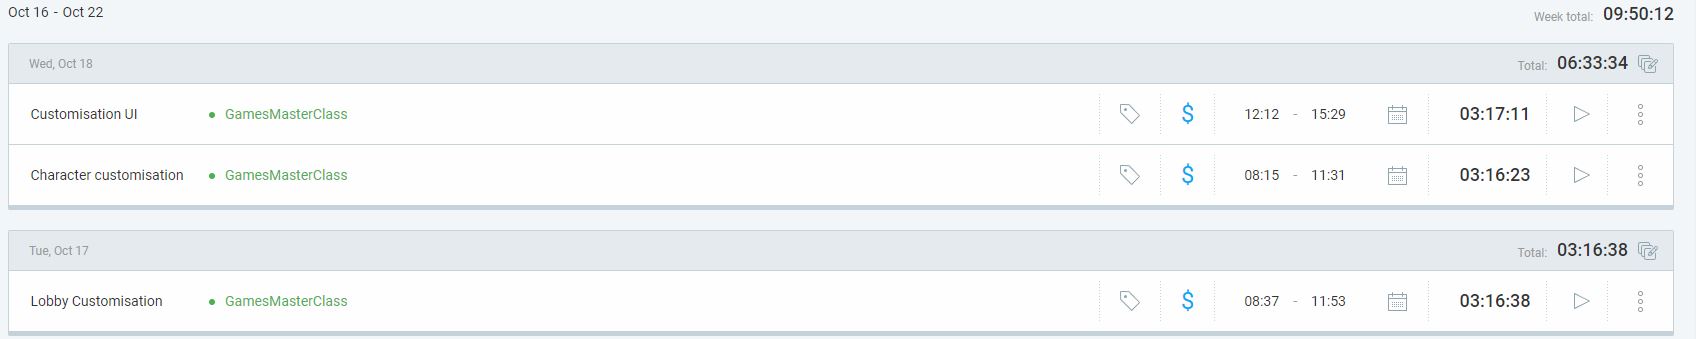 Oct 16 - Oct 22 Week total: 09:50:12
Wed, Oct 18 Total: 06:33:34
Customisation UI • GamesMasterClass $ 12:12 - 15:29 03:17:11
Character customisation • GamesMasterClass $ 08:15 - 11:31 03:16:23
Tue, Oct 17 Total: 03:16:38
Lobby Customisation • GamesMasterClass $ 08:37 - 11:53 03:16:38